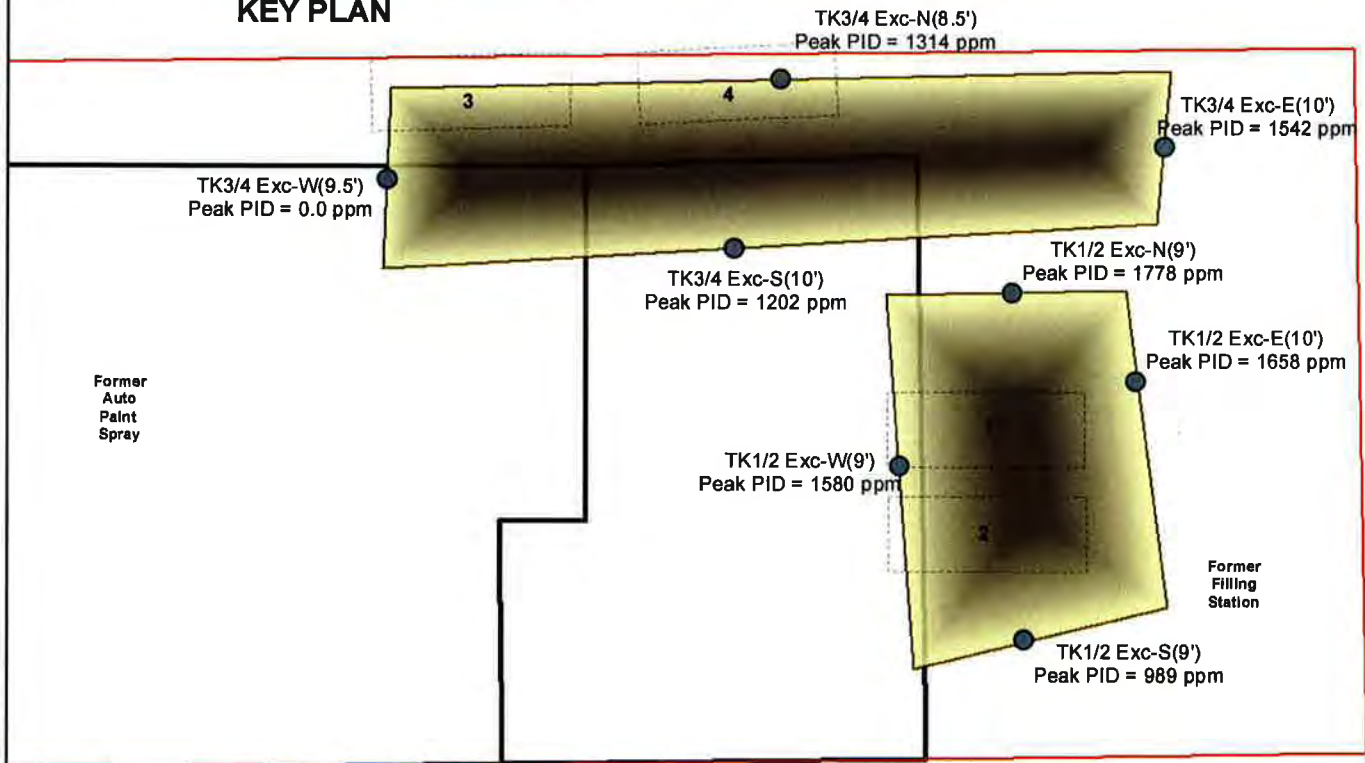 KEY PLAN
TK3/4 Exc-N(8.5')
Peak PID = 1314 ppm
3
4
TK3/4 Exc-E(10')
Peak PID = 1542 ppm
TK3/4 Exc-W(9.5')
Peak PID = 0.0 ppm
TK3/4 Exc-S(10')
Peak PID = 1202 ppm
TK1/2 Exc-N(9')
Peak PID = 1778 ppm
TK1/2 Exc-E(10')
Peak PID = 1658 ppm
Former
Auto
Paint
Spray
1
TK1/2 Exc-W(9')
Peak PID = 1580 ppm
2
Former
Filling
Station
TK1/2 Exc-S(9')
Peak PID = 989 ppm